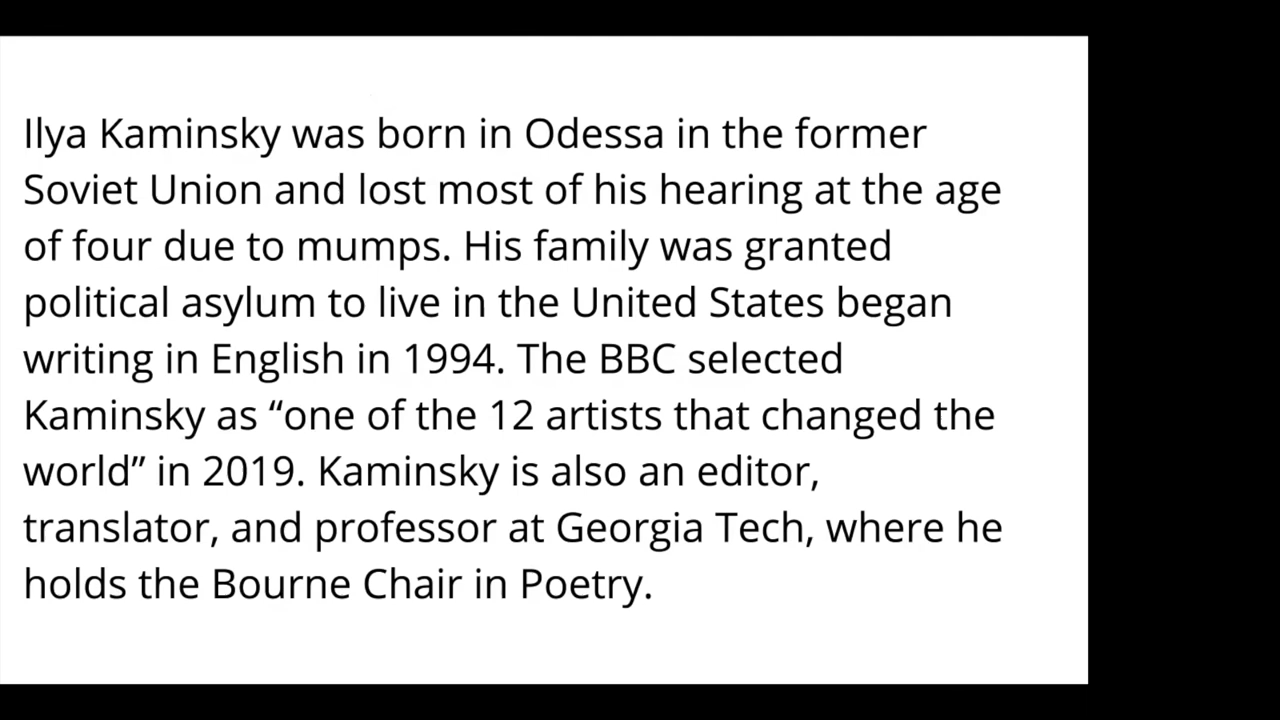 Ilya Kaminsky was born in Odessa in the former
Soviet Union and lost most of his hearing at the age
of four due to mumps. His family was granted
political asylum to live in the United States began
writing in English in 1994. The BBC selected
Kaminsky as “one of the 12 artists that changed the
world” in 2019. Kaminsky is also an editor,
translator, and professor at Georgia Tech, where he
holds the Bourne Chair in Poetry.